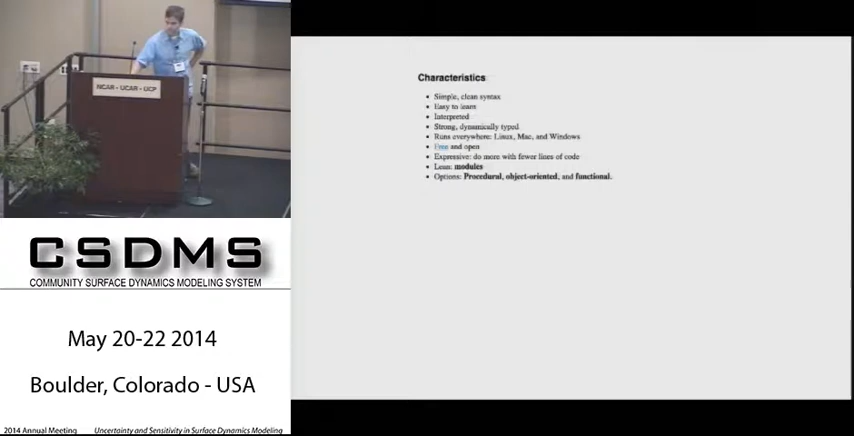 NCAR - UCAR - UCP
CSDMS
COMMUNITY SURFACE DYNAMICS MODELING SYSTEM
May 20-22 2014
Boulder, Colorado - USA
2014 Annual Meeting Uncertainty and Sensitivity in Surface Dynamics Modeling
Characteristics
Simple, clean syntax
Easy to learn
Interpreted
Strong, dynamically typed
Runs everywhere: Linux, Mac, and Windows
Free and open
Expressive: do more with fewer lines of code
Lean: modules
Options: Procedural, object-oriented, and functional.